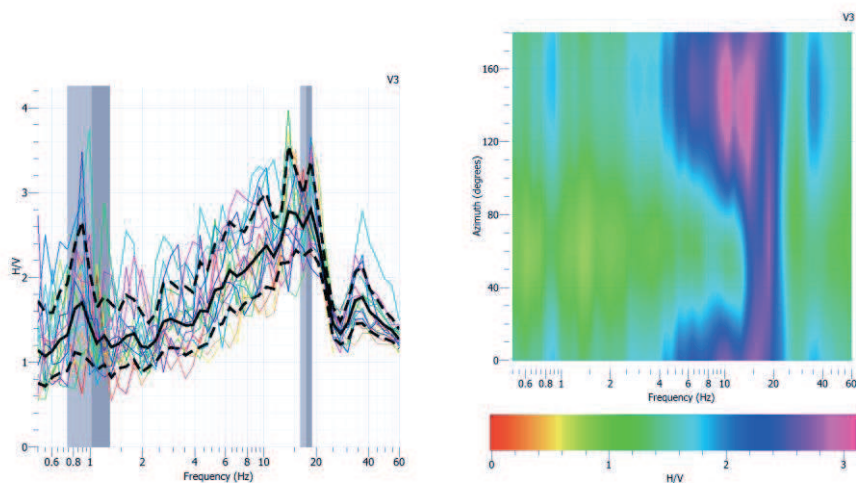 V3
4
3
2
1
0
H/V
0.6 0.8 1 2 4 6 8 10 20 40 60
Frequency (Hz)
V3
160
120
80
40
0
Azimuth (degrees)
0.6 0.8 1 2 4 6 8 10 20 40 60
Frequency (Hz)
0 1 2 3
H/V